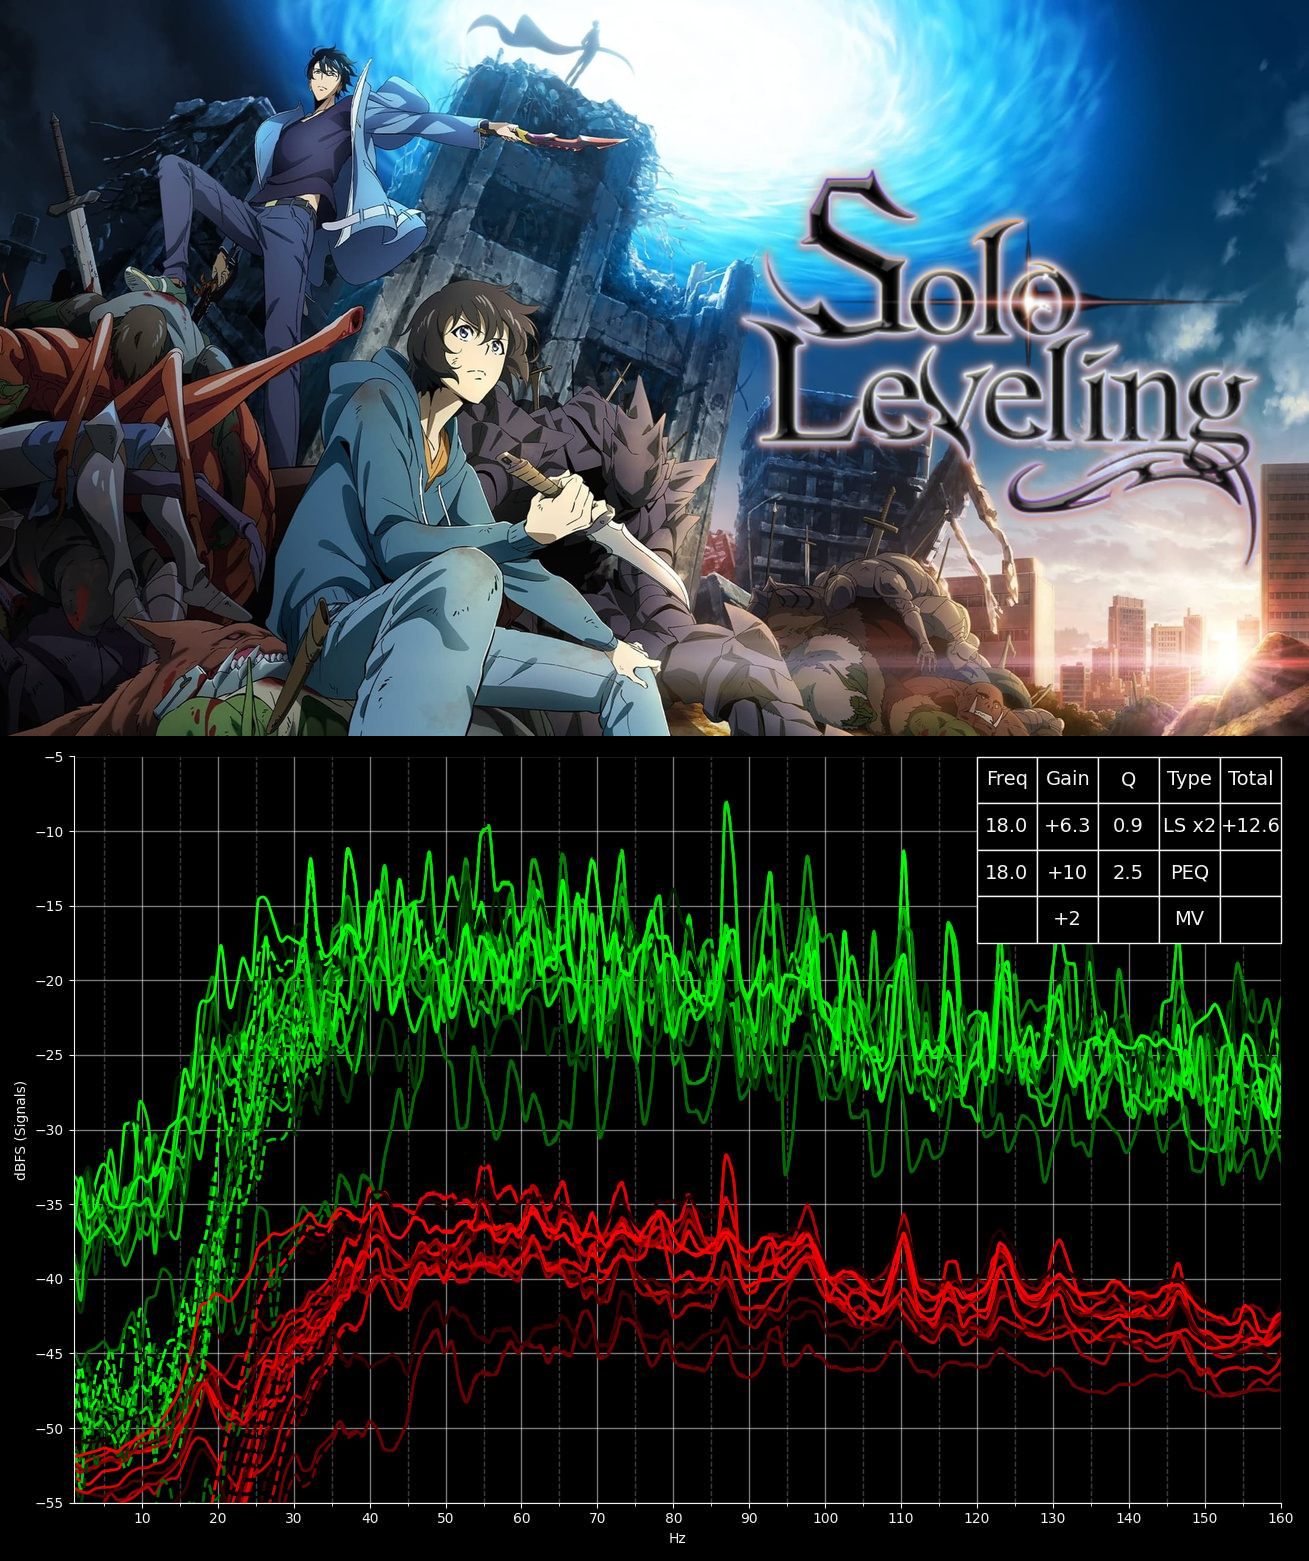 Solo
Leveling
Freq Gain Q Type Total
18.0 +6.3 0.9 LS x2 +12.6
18.0 +10 2.5 PEQ
+2 MV
−5
−10
−15
−20
−25
−30
−35
−40
−45
−50
−55
dBFS (Signals)
10 20 30 40 50 60 70 80 90 100 110 120 130 140 150 160
Hz